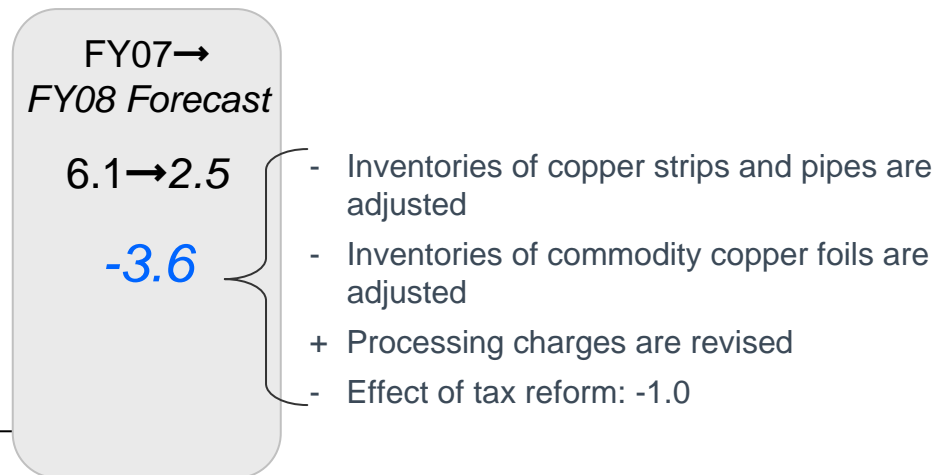 FY07→
FY08 Forecast
6.1→2.5
-3.6
- Inventories of copper strips and pipes are
adjusted
- Inventories of commodity copper foils are
adjusted
+ Processing charges are revised
- Effect of tax reform: -1.0